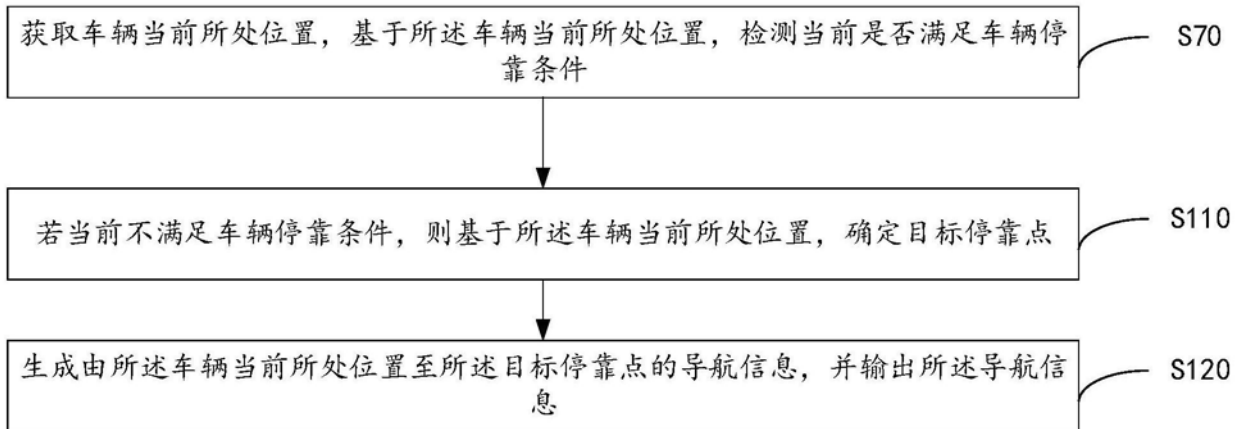 获取车辆当前所处位置，基于所述车辆当前所处位置，检测当前是否满足车辆停
靠条件
S70
若当前不满足车辆停靠条件，则基于所述车辆当前所处位置，确定目标停靠点
S110
生成由所述车辆当前所处位置至所述目标停靠点的导航信息，并输出所述导航信
息
S120